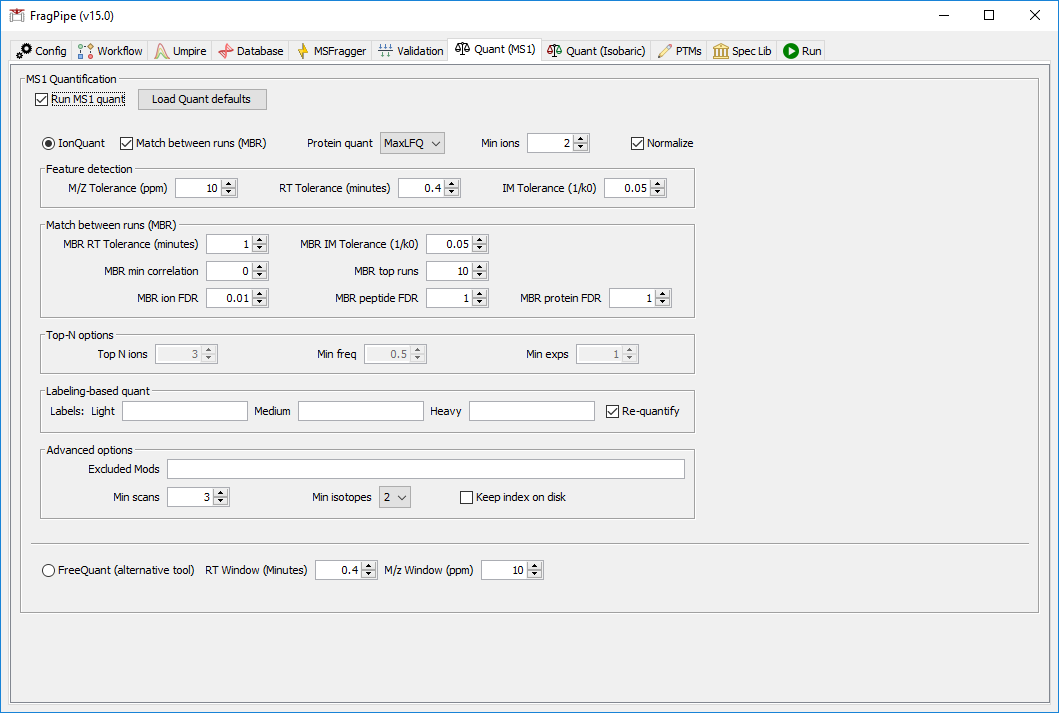 FragPipe (v15.0)
Config Workflow Umpire Database MSFragger Validation Quant (MS1) Quant (Isobaric) PTMs Spec Lib Run
MS1 Quantification
Run MS1 quant Load Quant defaults
IonQuant Match between runs (MBR) Protein quant MaxLFQ Min ions 2 Normalize
Feature detection
M/Z Tolerance (ppm) 10 RT Tolerance (minutes) 0.4 IM Tolerance (1/k0) 0.05
Match between runs (MBR)
MBR RT Tolerance (minutes) 1 MBR IM Tolerance (1/k0) 0.05
MBR min correlation 0 MBR top runs 10
MBR ion FDR 0.01 MBR peptide FDR 1 MBR protein FDR 1
Top-N options
Top N ions 3 Min freq 0.5 Min exps 1
Labeling-based quant
Labels: Light Medium Heavy Re-quantify
Advanced options
Excluded Mods
Min scans 3 Min isotopes 2 Keep index on disk
FreeQuant (alternative tool) RT Window (Minutes) 0.4 M/z Window (ppm) 10